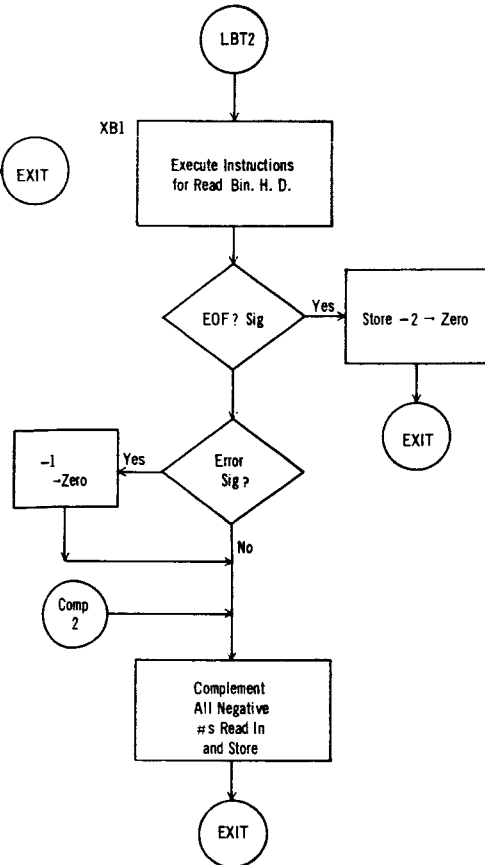 LBT2
XB1
Execute Instructions
for Read Bin. H. D.
EXIT
EOF? Sig
Yes
Store -2 → Zero
EXIT
Error
Sig?
Yes
-1
→Zero
No
Comp
2
Complement
All Negative
#s Read In
and Store
EXIT